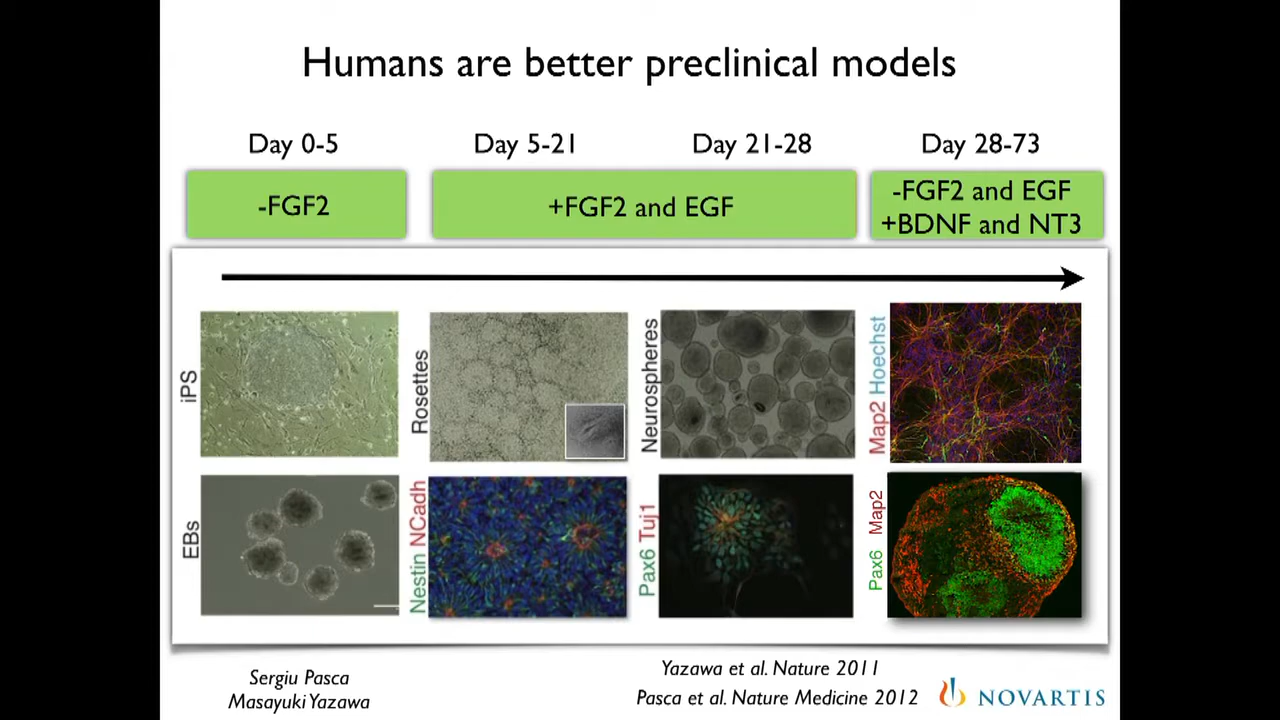 Humans are better preclinical models
Day 0-5
Day 5-21
Day 21-28
Day 28-73
-FGF2
+FGF2 and EGF
-FGF2 and EGF
+BDNF and NT3
iPS
Rosettes
Neurospheres
Map2 Hoechst
EBs
Nestin NCadh
Pax6 Tuj1
Pax6 Map2
Sergiu Pasca
Masayuki Yazawa
Yazawa et al. Nature 2011
Pasca et al. Nature Medicine 2012
NOVARTIS